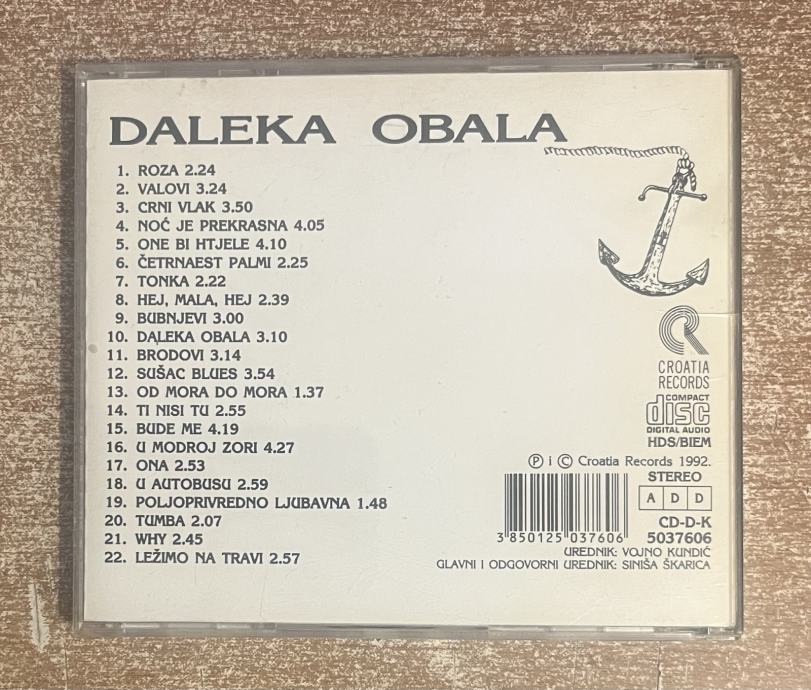 DALEKA OBALA
1. ROZA 2.24
2. VALOVI 3.24
3. CRNI VLAK 3.50
4. NOĆ JE PREKRASNA 4.05
5. ONE BI HTJELE 4.10
6. ČETRNAEST PALMI 2.25
7. TONKA 2.22
8. HEJ, MALA, HEJ 2.39
9. BUBNJEVI 3.00
10. DALEKA OBALA 3.10
11. BRODOVI 3.14
12. SUŠAC BLUES 3.54
13. OD MORA DO MORA 1.37
14. TI NISI TU 2.55
15. BUDE ME 4.19
16. U MODROJ ZORI 4.27
17. ONA 2.53
18. U AUTOBUSU 2.59
19. POLJOPRIVREDNO LJUBAVNA 1.48
20. TUMBA 2.07
21. WHY 2.45
22. LEŽIMO NA TRAVI 2.57
CROATIA
RECORDS
COMPACT
disc
DIGITAL AUDIO
HDS/BIEM
Ⓟ i © Croatia Records 1992.
STEREO
A D D
CD-D-K
5037606
3 850125 037606
UREDNIK: VOJNO KUNDIĆ
GLAVNI I ODGOVORNI UREDNIK: SINIŠA ŠKARICA